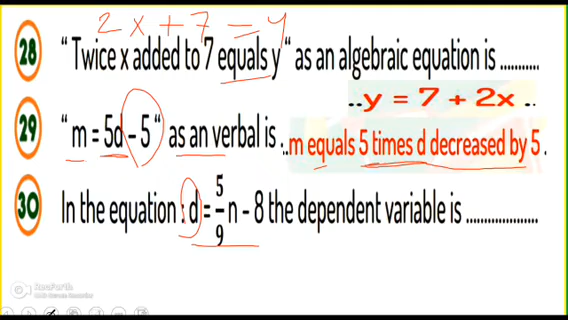 2x+7=y
28 "Twice x added to 7 equals y" as an algebraic equation is ...........
..y = 7 + 2x ..
29 "m = 5d – 5" as an verbal is ...m equals 5 times d decreased by 5 .
30 In the equation : d = 5/9 n – 8 the dependent variable is .....................